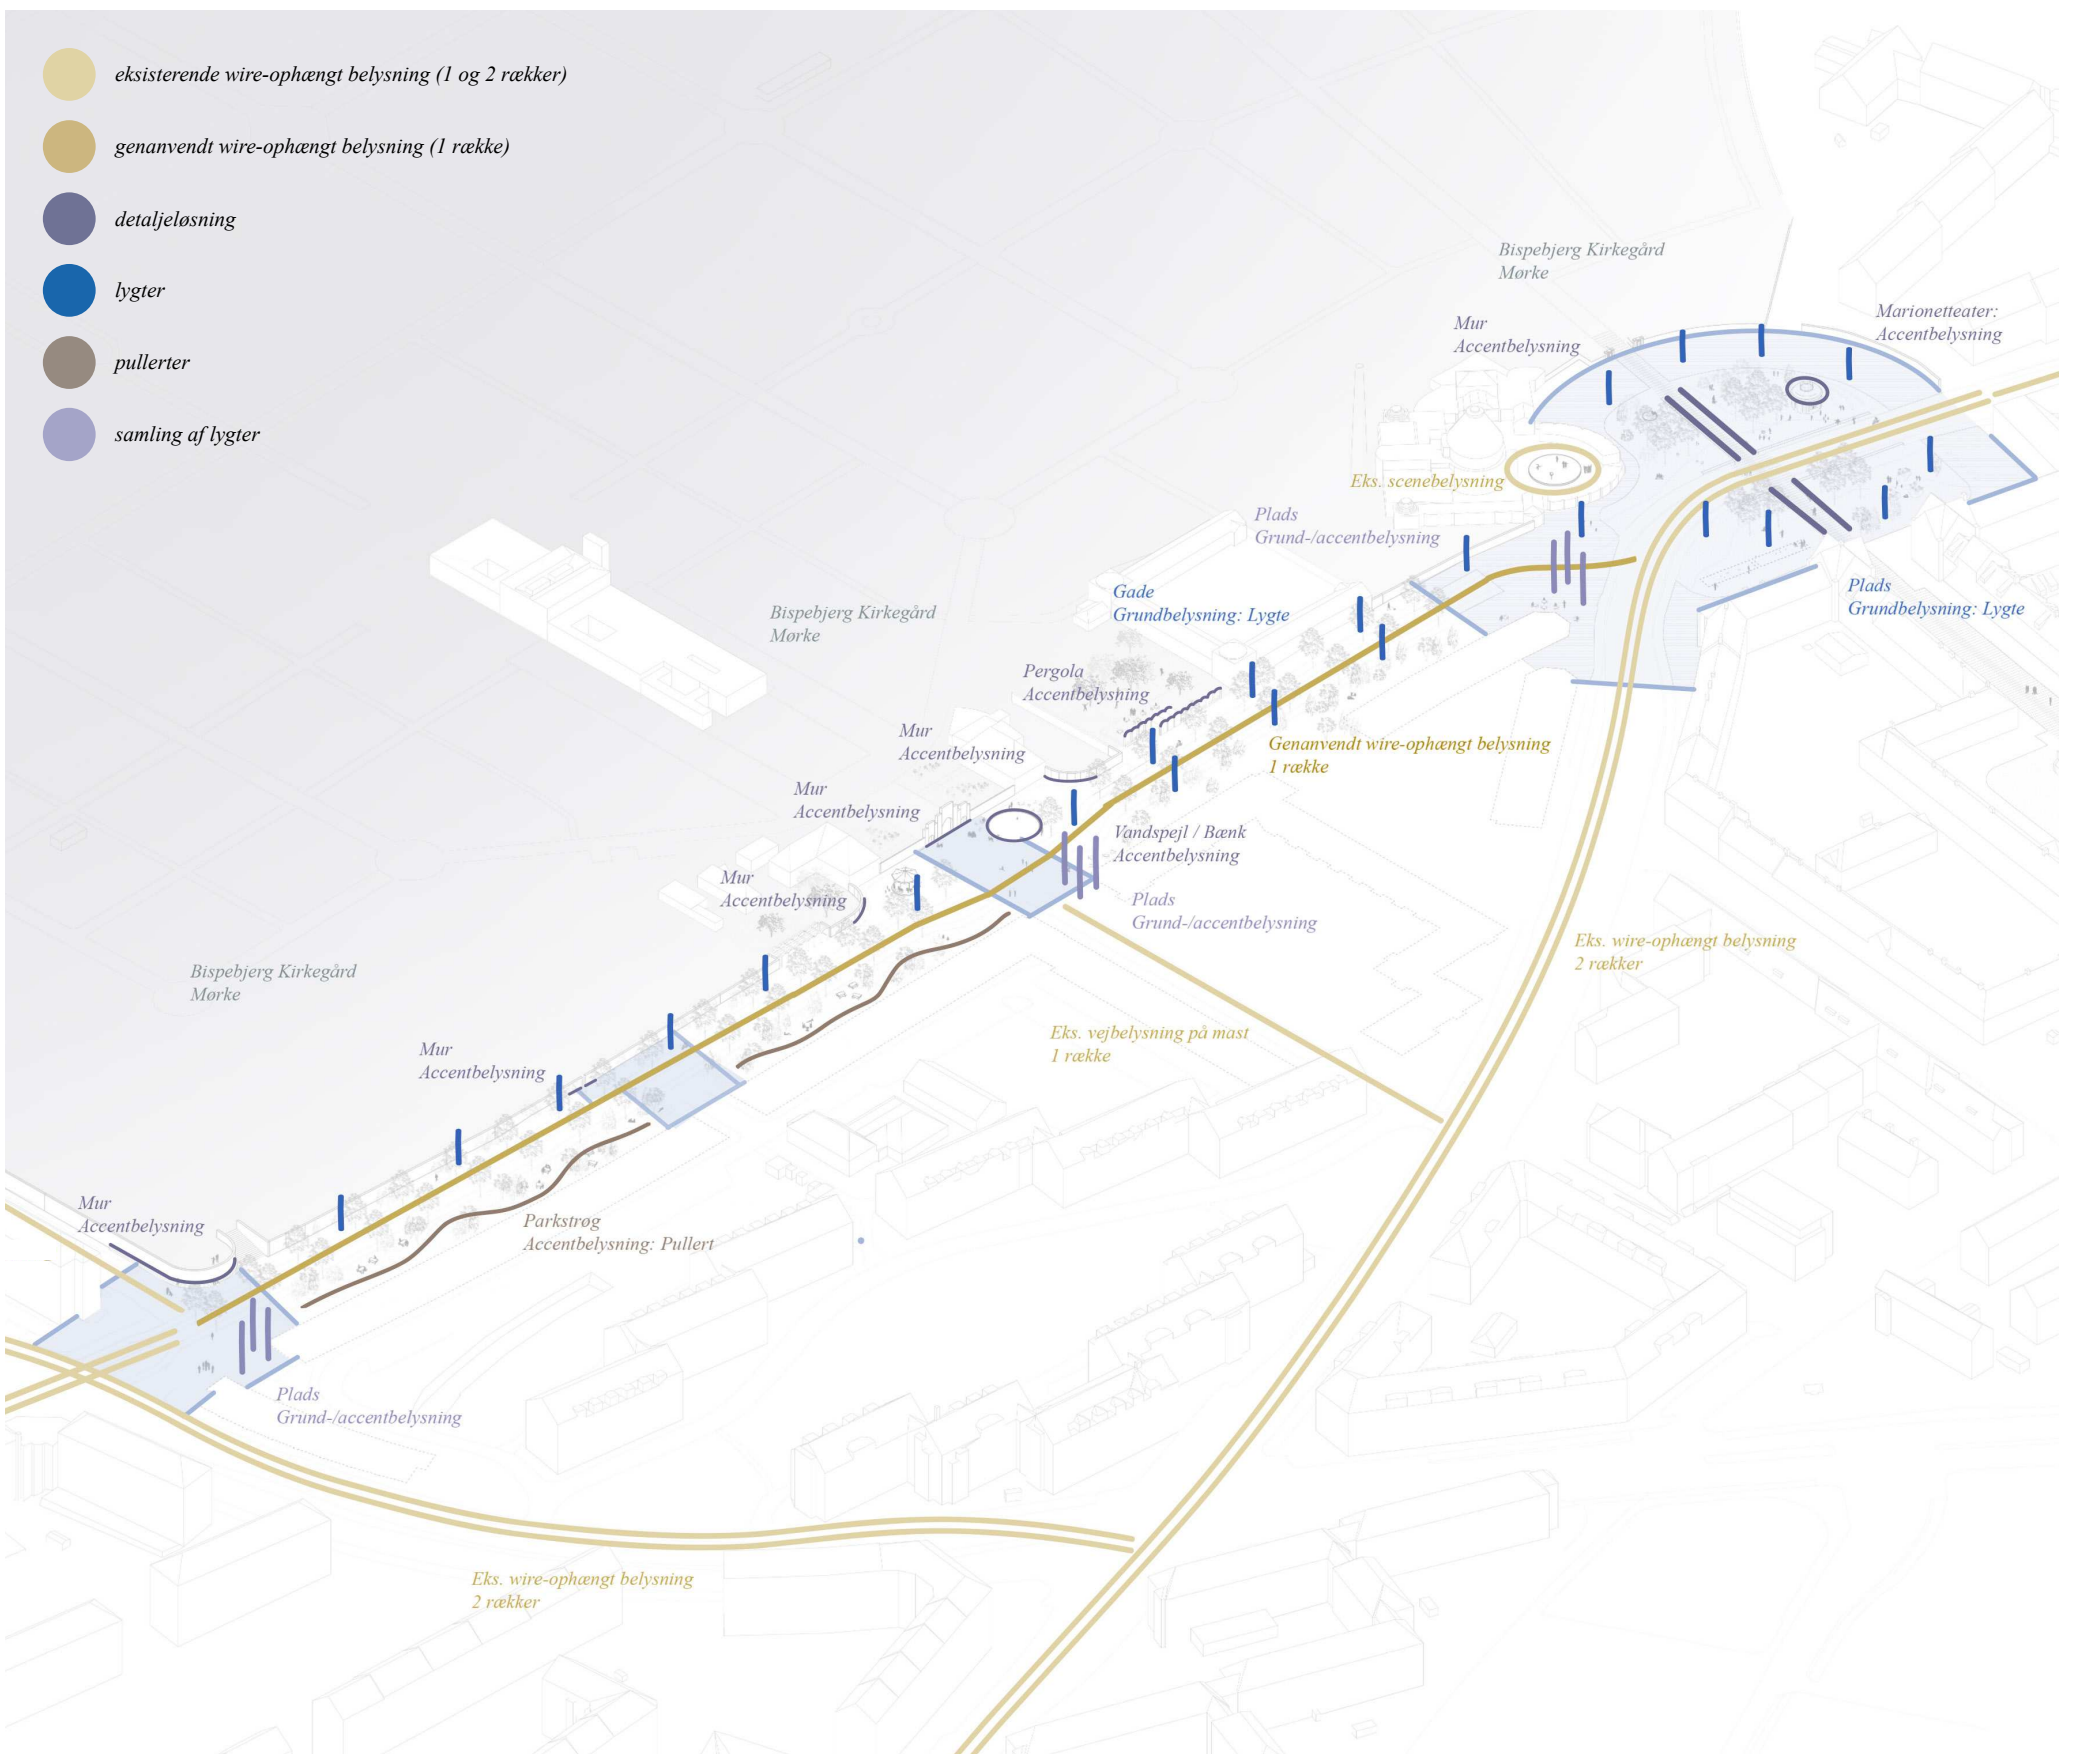 eksisterende wire-ophængt belysning (1 og 2 rækker)
genanvendt wire-ophængt belysning (1 række)
detaljeløsning
lygter
pullerter
samling af lygter
Bispebjerg Kirkegård
Mørke
Marionetteater:
Accentbelysning
Mur
Accentbelysning
Eks. scenebelysning
Plads
Grund-/accentbelysning
Gade
Grundbelysning: Lygte
Plads
Grundbelysning: Lygte
Bispebjerg Kirkegård
Mørke
Pergola
Accentbelysning
Mur
Accentbelysning
Genanvendt wire-ophængt belysning
1 række
Mur
Accentbelysning
Vandspejl / Bænk
Accentbelysning
Mur
Accentbelysning
Plads
Grund-/accentbelysning
Eks. wire-ophængt belysning
2 rækker
Bispebjerg Kirkegård
Mørke
Eks. vejbelysning på mast
1 række
Mur
Accentbelysning
Mur
Accentbelysning
Parkstrøg
Accentbelysning: Pullert
Plads
Grund-/accentbelysning
Eks. wire-ophængt belysning
2 rækker